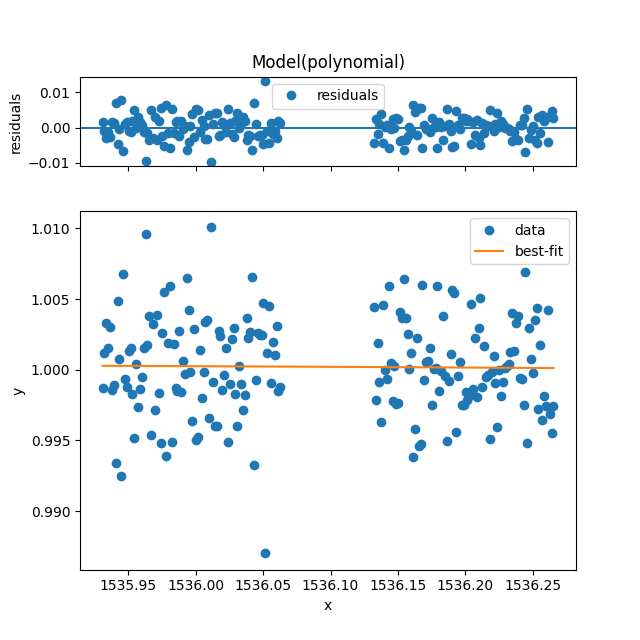 Model(polynomial)
residuals
0.01
0.00
−0.01
residuals
data
best-fit
y
1.010
1.005
1.000
0.995
0.990
1535.95 1536.00 1536.05 1536.10 1536.15 1536.20 1536.25
x